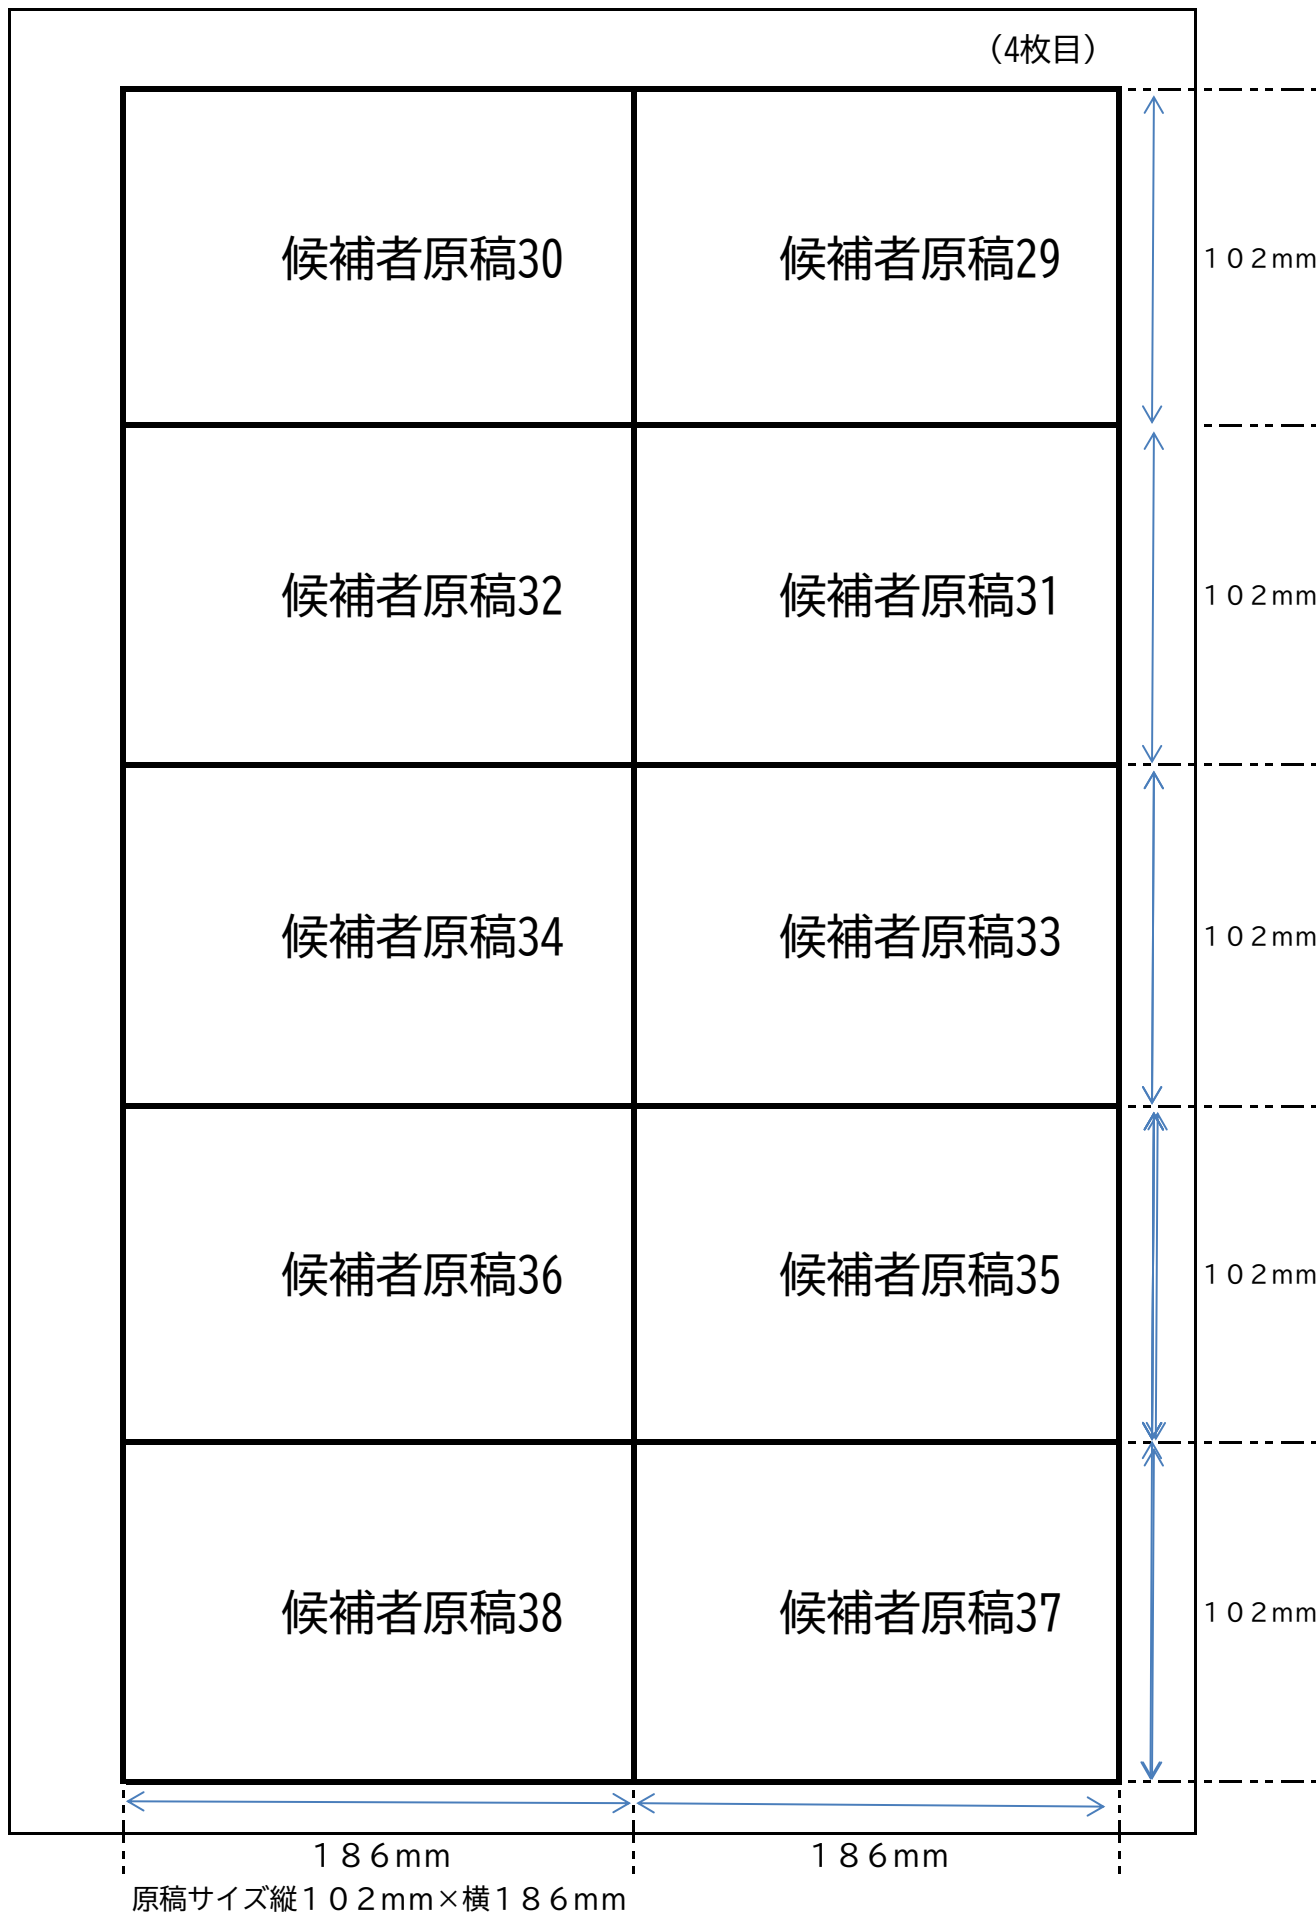 （4枚目）
候補者原稿30 候補者原稿29 １０２mm
候補者原稿32 候補者原稿31 １０２mm
候補者原稿34 候補者原稿33 １０２mm
候補者原稿36 候補者原稿35 １０２mm
候補者原稿38 候補者原稿37 １０２mm
１８６mm １８６mm
原稿サイズ縦１０２mm×横１８６mm